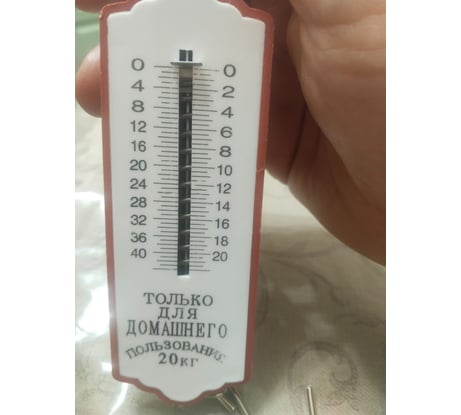 0 0
4 2
8 4
12 6
16 8
20 10
24 12
28 14
32 16
36 18
40 20
ТОЛЬКО
ДЛЯ
ДОМАШНЕГО
ПОЛЬЗОВАНИЯ
20КГ